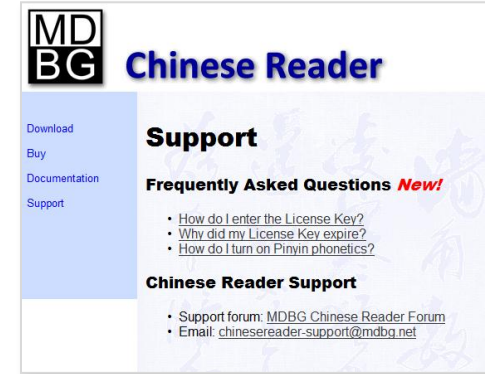 MD
BG
Chinese Reader
Download
Buy
Documentation
Support
Support
Frequently Asked Questions New!
• How do I enter the License Key?
• Why did my License Key expire?
• How do I turn on Pinyin phonetics?
Chinese Reader Support
• Support forum: MDBG Chinese Reader Forum
• Email: chinesereader-support@mdbg.net